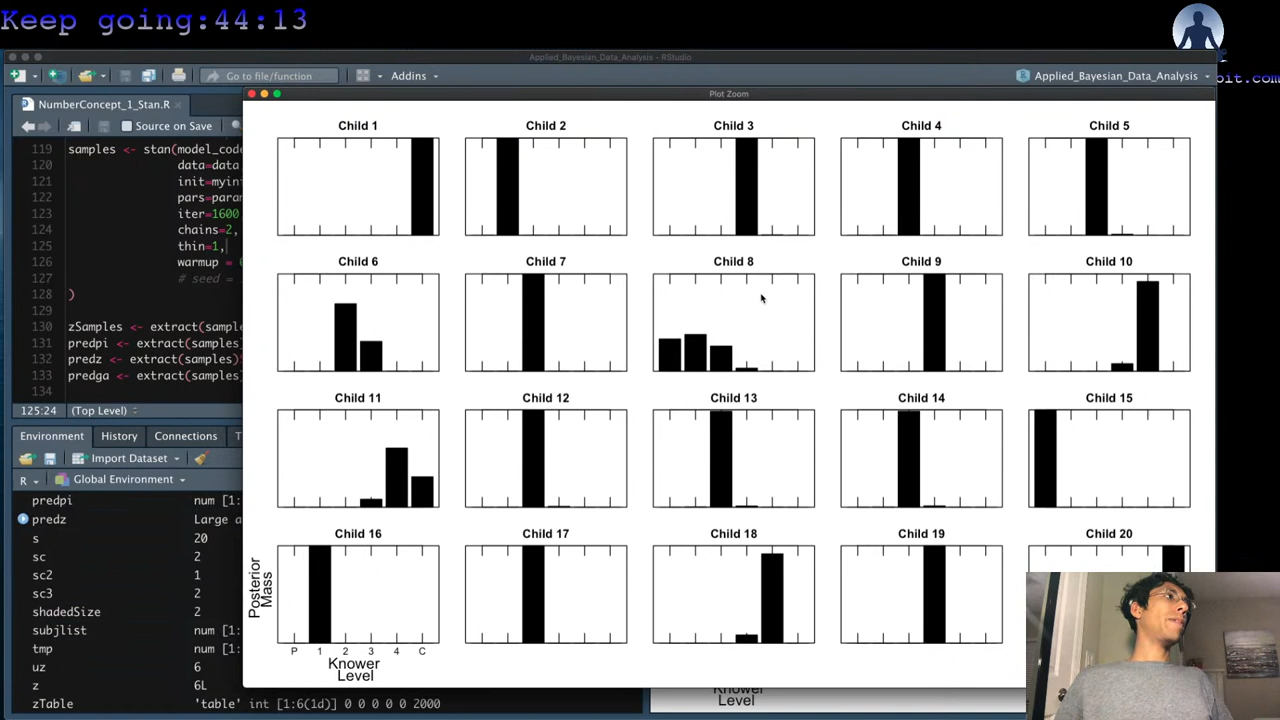 Keep going:44:13
Applied_Bayesian_Data_Analysis - RStudio
Go to file/function
Addins
Applied_Bayesian_Data_Analysis
oit.com
NumberConcept_1_Stan.R
Plot Zoom
Source on Save
119 samples <- stan(model_cod
120 data=data
121 init=myin
122 pars=param
123 iter=1600
124 chains=2,
125 thin=1,
126 warmup =
127 # seed =
128 )
129
130 zSamples <- extract(sample
131 predpi <- extract(samples)
132 predz <- extract(samples)
133 predga <- extract(samples)
134
125:24 (Top Level)
Environment History Connections T
Import Dataset
R Global Environment
predpi num [1:
predz Large a
s 20
sc 2
sc2 1
sc3 2
shadedSize 2
subjlist num [1:
tmp num [1:
uz 6
z 6L
zTable 'table' int [1:6(1d)] 0 0 0 0 0 2000
Child 1 Child 2 Child 3 Child 4 Child 5
Child 6 Child 7 Child 8 Child 9 Child 10
Child 11 Child 12 Child 13 Child 14 Child 15
Child 16 Child 17 Child 18 Child 19 Child 20
Posterior
Mass
P 1 2 3 4 C
Knower
Level
Knower
Level